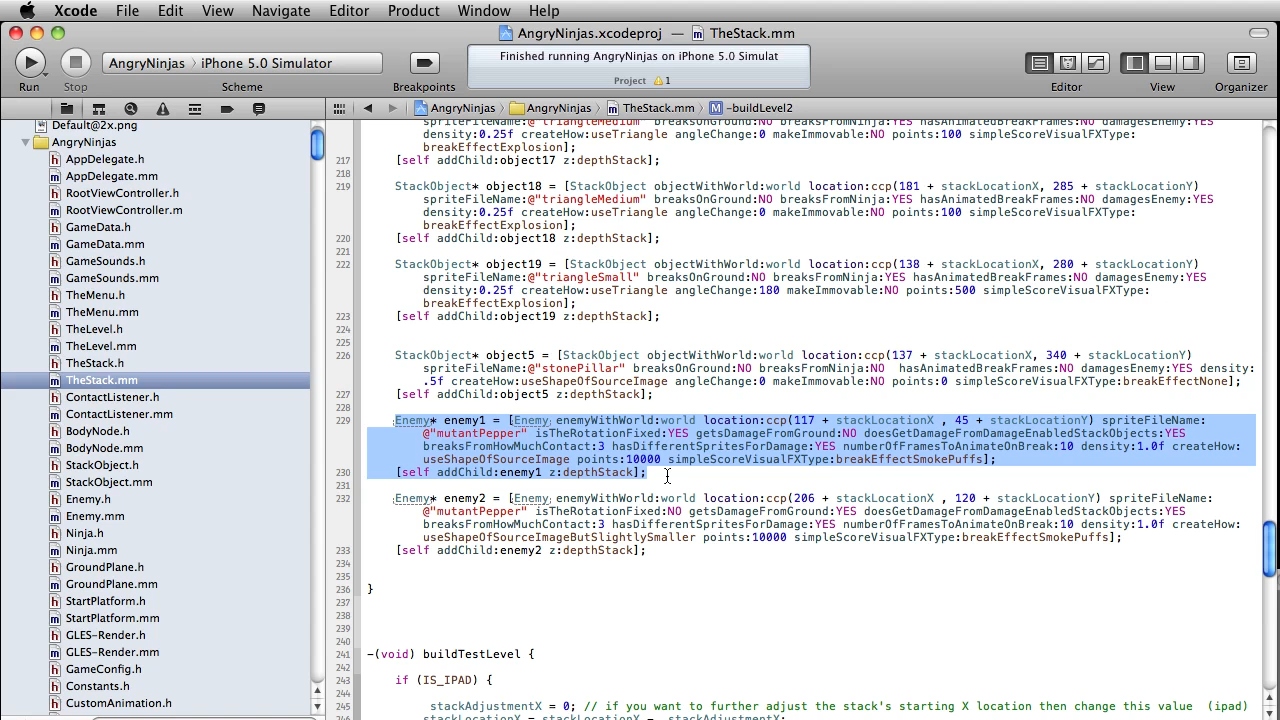 Xcode File Edit View Navigate Editor Product Window Help
AngryNinjas.xcodeproj — TheStack.mm
AngryNinjas › iPhone 5.0 Simulator
Finished running AngryNinjas on iPhone 5.0 Simulat
Project 1
Run Stop Scheme Breakpoints Editor View Organizer
AngryNinjas AngryNinjas TheStack.mm -buildLevel2
Default@2x.png
AngryNinjas
AppDelegate.h
AppDelegate.mm
RootViewController.h
RootViewController.m
GameData.h
GameData.mm
GameSounds.h
GameSounds.mm
TheMenu.h
TheMenu.mm
TheLevel.h
TheLevel.mm
TheStack.h
TheStack.mm
ContactListener.h
ContactListener.mm
BodyNode.h
BodyNode.mm
StackObject.h
StackObject.mm
Enemy.h
Enemy.mm
Ninja.h
Ninja.mm
GroundPlane.h
GroundPlane.mm
StartPlatform.h
StartPlatform.mm
GLES-Render.h
GLES-Render.mm
GameConfig.h
Constants.h
CustomAnimation.h
spriteFileName:@"triangleMedium" breaksOnGround:NO breaksFromNinja:YES hasAnimatedBreakFrames:NO damagesEnemy:YES
density:0.25f createHow:useTriangle angleChange:0 makeImmovable:NO points:100 simpleScoreVisualFXType:
breakEffectExplosion];
217 [self addChild:object17 z:depthStack];
218
219 StackObject* object18 = [StackObject objectWithWorld:world location:ccp(181 + stackLocationX, 285 + stackLocationY)
spriteFileName:@"triangleMedium" breaksOnGround:NO breaksFromNinja:YES hasAnimatedBreakFrames:NO damagesEnemy:YES
density:0.25f createHow:useTriangle angleChange:0 makeImmovable:NO points:100 simpleScoreVisualFXType:
breakEffectExplosion];
220 [self addChild:object18 z:depthStack];
221
222 StackObject* object19 = [StackObject objectWithWorld:world location:ccp(138 + stackLocationX, 280 + stackLocationY)
spriteFileName:@"triangleSmall" breaksOnGround:NO breaksFromNinja:YES hasAnimatedBreakFrames:NO damagesEnemy:YES
density:0.25f createHow:useTriangle angleChange:180 makeImmovable:NO points:500 simpleScoreVisualFXType:
breakEffectExplosion];
223 [self addChild:object19 z:depthStack];
224
225
226 StackObject* object5 = [StackObject objectWithWorld:world location:ccp(137 + stackLocationX, 340 + stackLocationY)
spriteFileName:@"stonePillar" breaksOnGround:NO breaksFromNinja:NO  hasAnimatedBreakFrames:NO damagesEnemy:YES density:
.5f createHow:useShapeOfSourceImage angleChange:0 makeImmovable:NO points:0 simpleScoreVisualFXType:breakEffectNone];
227 [self addChild:object5 z:depthStack];
228
229 Enemy* enemy1 = [Enemy enemyWithWorld:world location:ccp(117 + stackLocationX , 45 + stackLocationY) spriteFileName:
@"mutantPepper" isTheRotationFixed:YES getsDamageFromGround:NO doesGetDamageFromDamageEnabledStackObjects:YES
breaksFromHowMuchContact:3 hasDifferentSpritesForDamage:YES numberOfFramesToAnimateOnBreak:10 density:1.0f createHow:
useShapeOfSourceImage points:10000 simpleScoreVisualFXType:breakEffectSmokePuffs];
230 [self addChild:enemy1 z:depthStack];
231
232 Enemy* enemy2 = [Enemy enemyWithWorld:world location:ccp(206 + stackLocationX , 120 + stackLocationY) spriteFileName:
@"mutantPepper" isTheRotationFixed:NO getsDamageFromGround:YES doesGetDamageFromDamageEnabledStackObjects:YES
breaksFromHowMuchContact:3 hasDifferentSpritesForDamage:YES numberOfFramesToAnimateOnBreak:10 density:1.0f createHow:
useShapeOfSourceImageButSlightlySmaller points:10000 simpleScoreVisualFXType:breakEffectSmokePuffs];
233 [self addChild:enemy2 z:depthStack];
234
235
236 }
237
238
239
240
241 -(void) buildTestLevel {
242
243 if (IS_IPAD) {
244
245 stackAdjustmentX = 0; // if you want to further adjust the stack's starting X location then change this value  (ipad)
246 stackLocationX = stackLocationX - stackAdjustmentX;